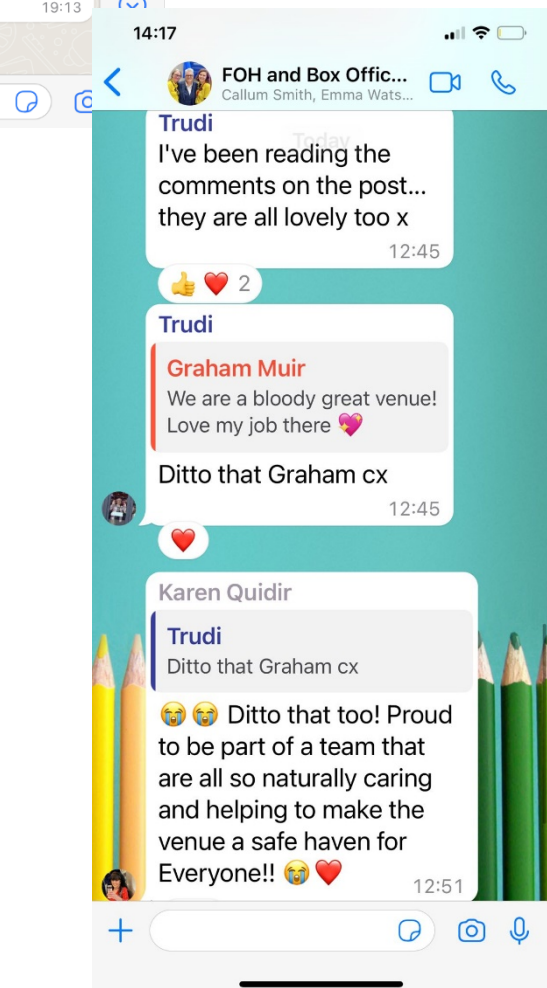 19:13
14:17
FOH and Box Offic...
Callum Smith, Emma Wats...
Today
Trudi
I've been reading the
comments on the post...
they are all lovely too x
12:45
👍 ❤️ 2
Trudi
Graham Muir
We are a bloody great venue!
Love my job there 💖
Ditto that Graham cx
12:45
❤️
Karen Quidir
Trudi
Ditto that Graham cx
😭 😭 Ditto that too! Proud
to be part of a team that
are all so naturally caring
and helping to make the
venue a safe haven for
Everyone!! 😭❤️
12:51